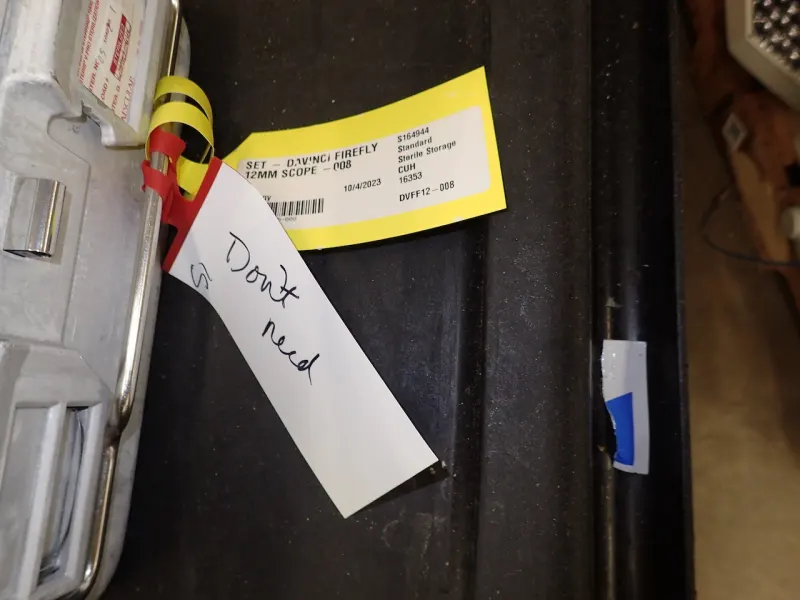 SET - DAVINCI FIREFLY
12MM SCOPE -008
10/4/2023
S164944
Standard
Sterile Storage
CUH
16353
DVFF12-008
Don't
need